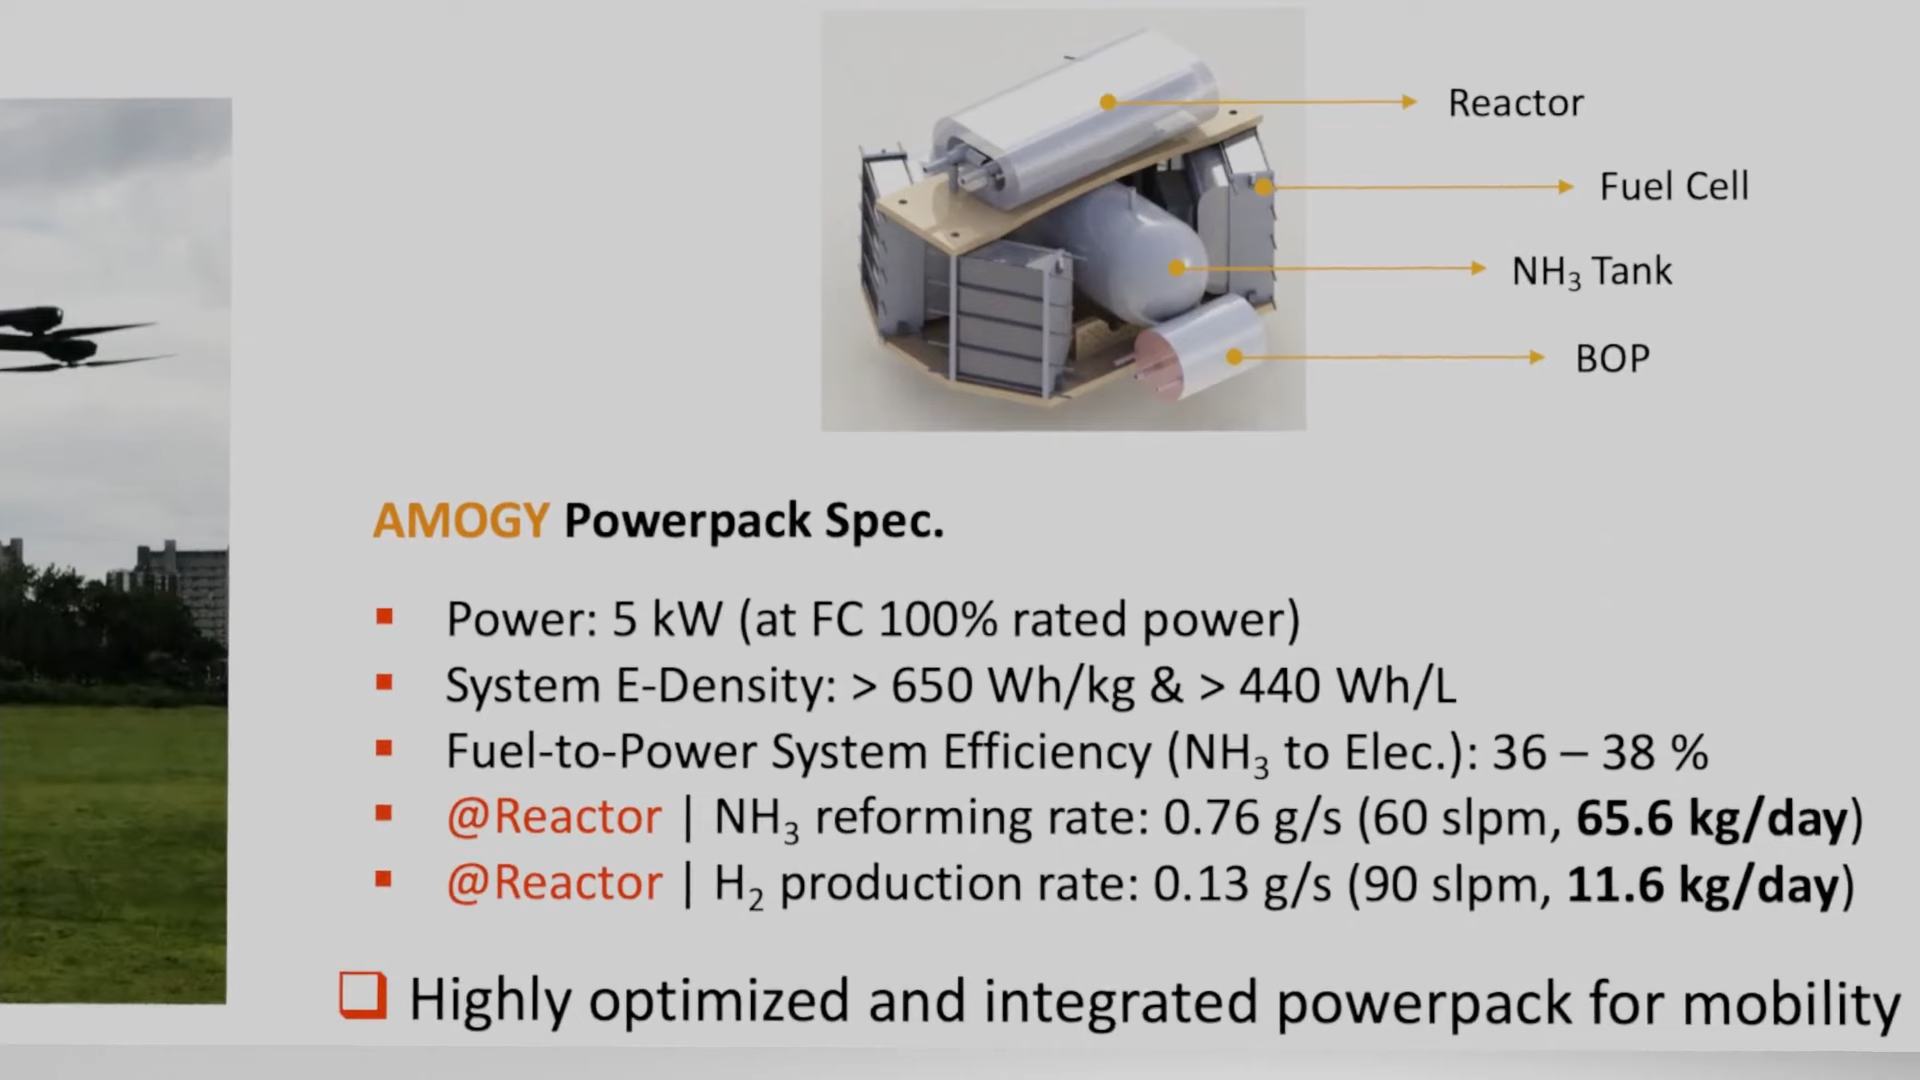 Reactor
Fuel Cell
NH₃ Tank
BOP
AMOGY Powerpack Spec.
▪ Power: 5 kW (at FC 100% rated power)
▪ System E-Density: > 650 Wh/kg & > 440 Wh/L
▪ Fuel-to-Power System Efficiency (NH₃ to Elec.): 36 – 38 %
▪ @Reactor | NH₃ reforming rate: 0.76 g/s (60 slpm, 65.6 kg/day)
▪ @Reactor | H₂ production rate: 0.13 g/s (90 slpm, 11.6 kg/day)
❑ Highly optimized and integrated powerpack for mobility